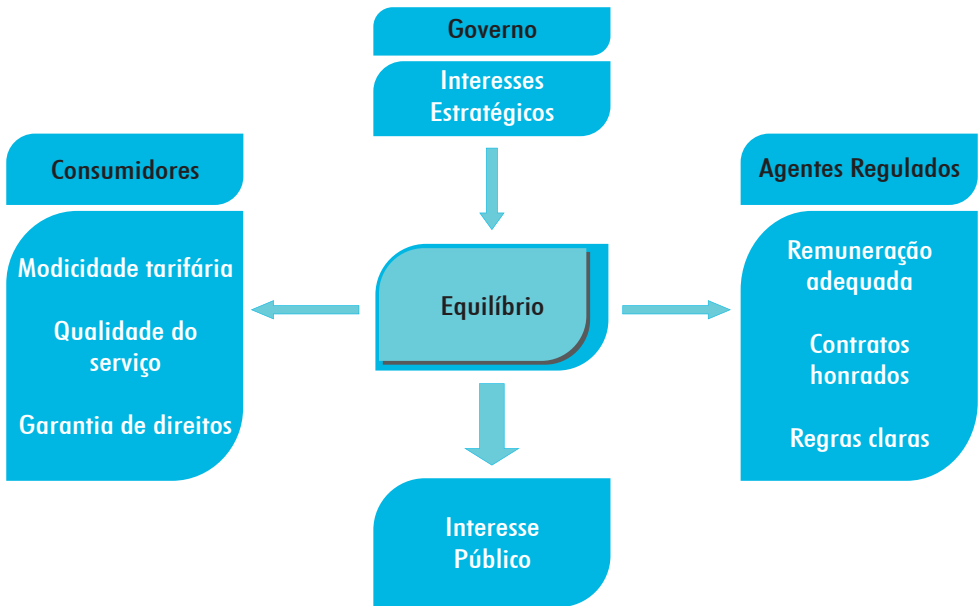 Governo
Interesses
Estratégicos
Consumidores
Modicidade tarifária
Qualidade do
serviço
Garantia de direitos
Equilíbrio
Agentes Regulados
Remuneração
adequada
Contratos
honrados
Regras claras
Interesse
Público